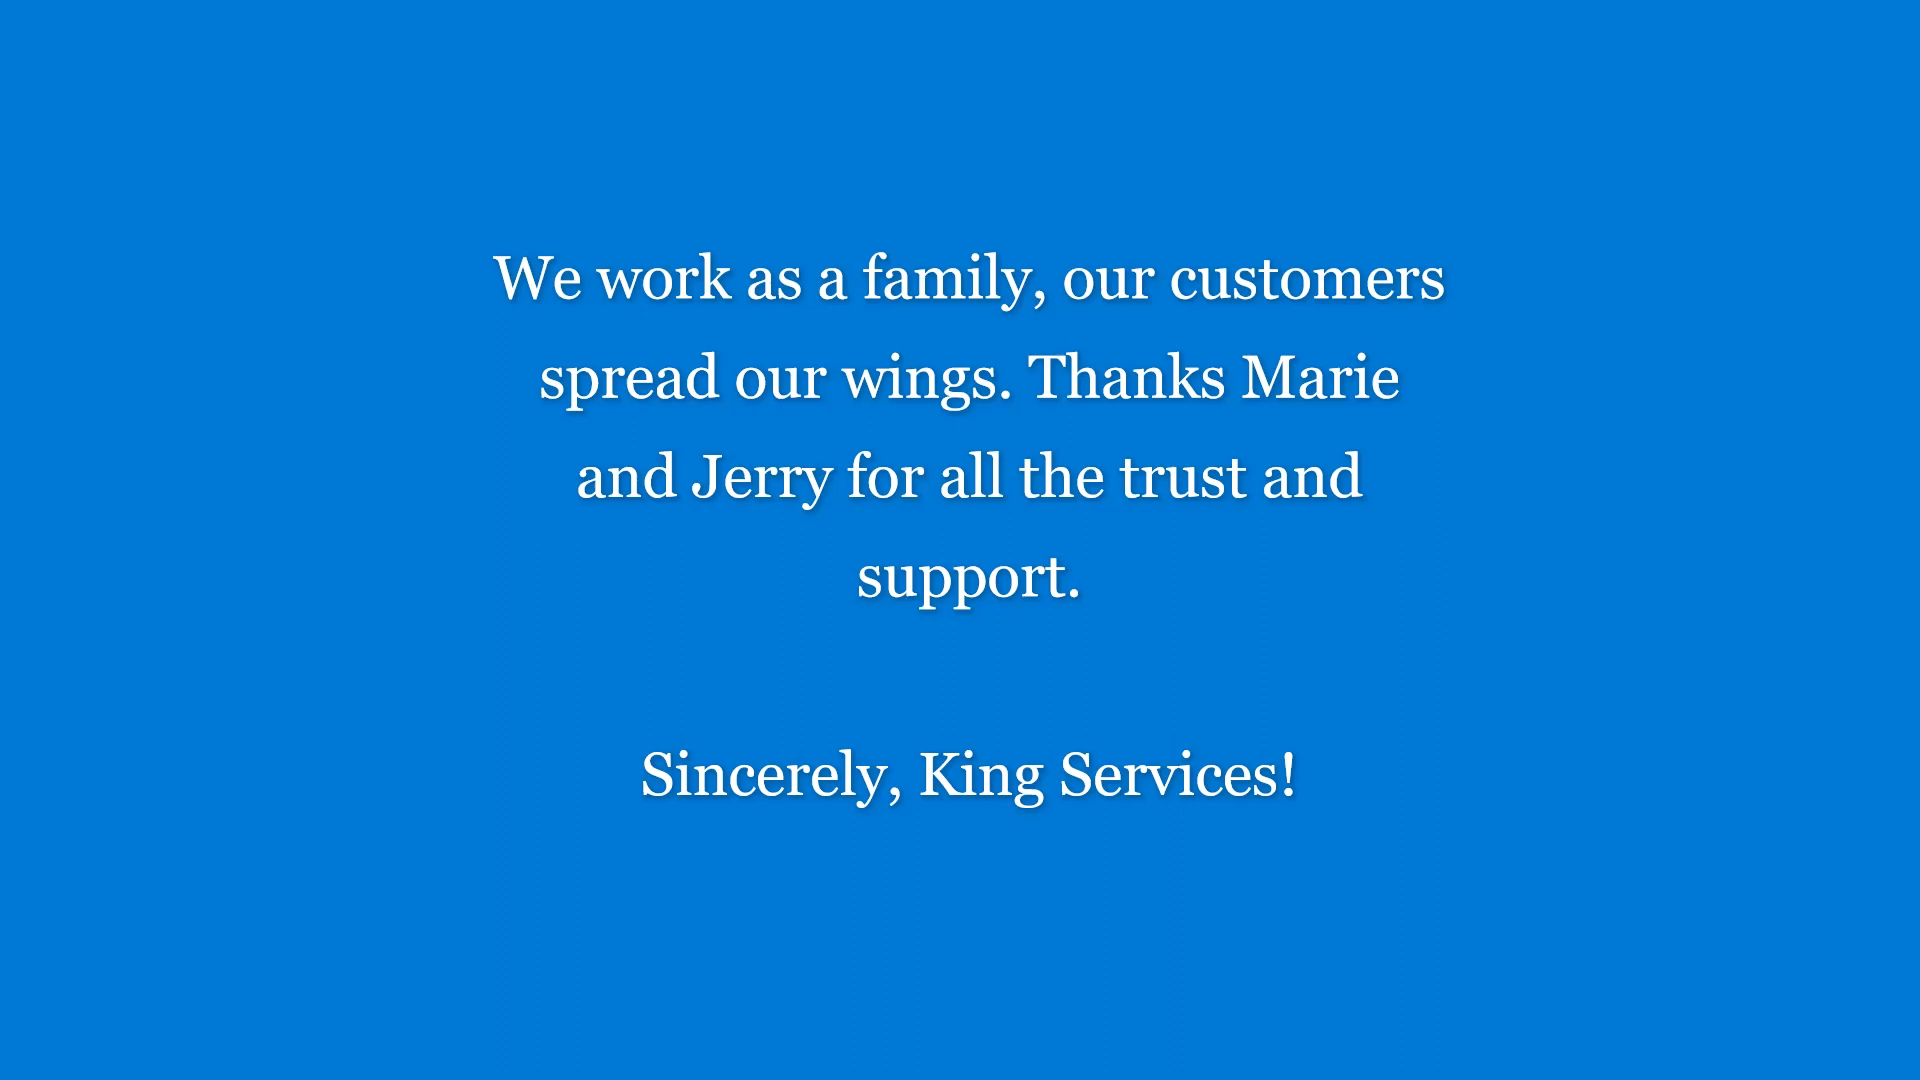 We work as a family, our customers
spread our wings. Thanks Marie
and Jerry for all the trust and
support.
Sincerely, King Services!